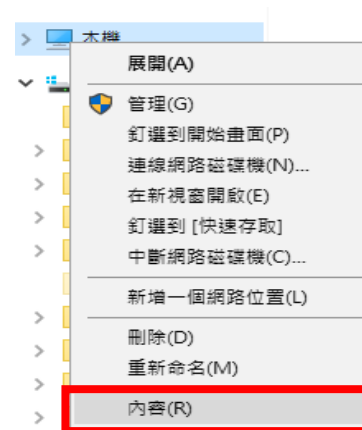 本機
展開(A)
管理(G)
釘選到開始畫面(P)
連線網路磁碟機(N)...
在新視窗開啟(E)
釘選到 [快速存取]
中斷網路磁碟機(C)...
新增一個網路位置(L)
刪除(D)
重新命名(M)
內容(R)